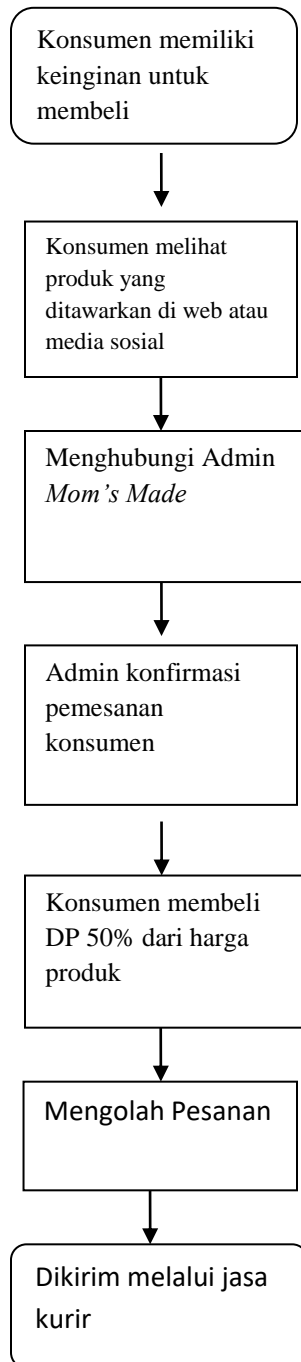 Konsumen memiliki
keinginan untuk
membeli
Konsumen melihat
produk yang
ditawarkan di web atau
media sosial
Menghubungi Admin
Mom’s Made
Admin konfirmasi
pemesanan
konsumen
Konsumen membeli
DP 50% dari harga
produk
Mengolah Pesanan
Dikirim melalui jasa
kurir